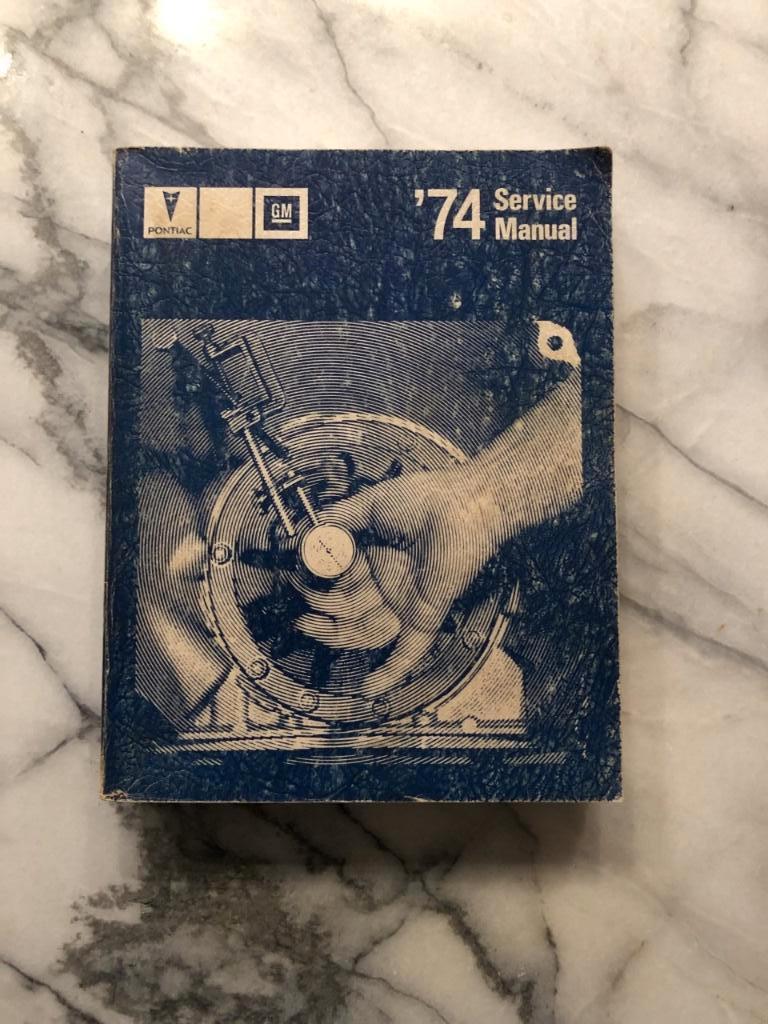 PONTIAC
GM
'74 Service
Manual